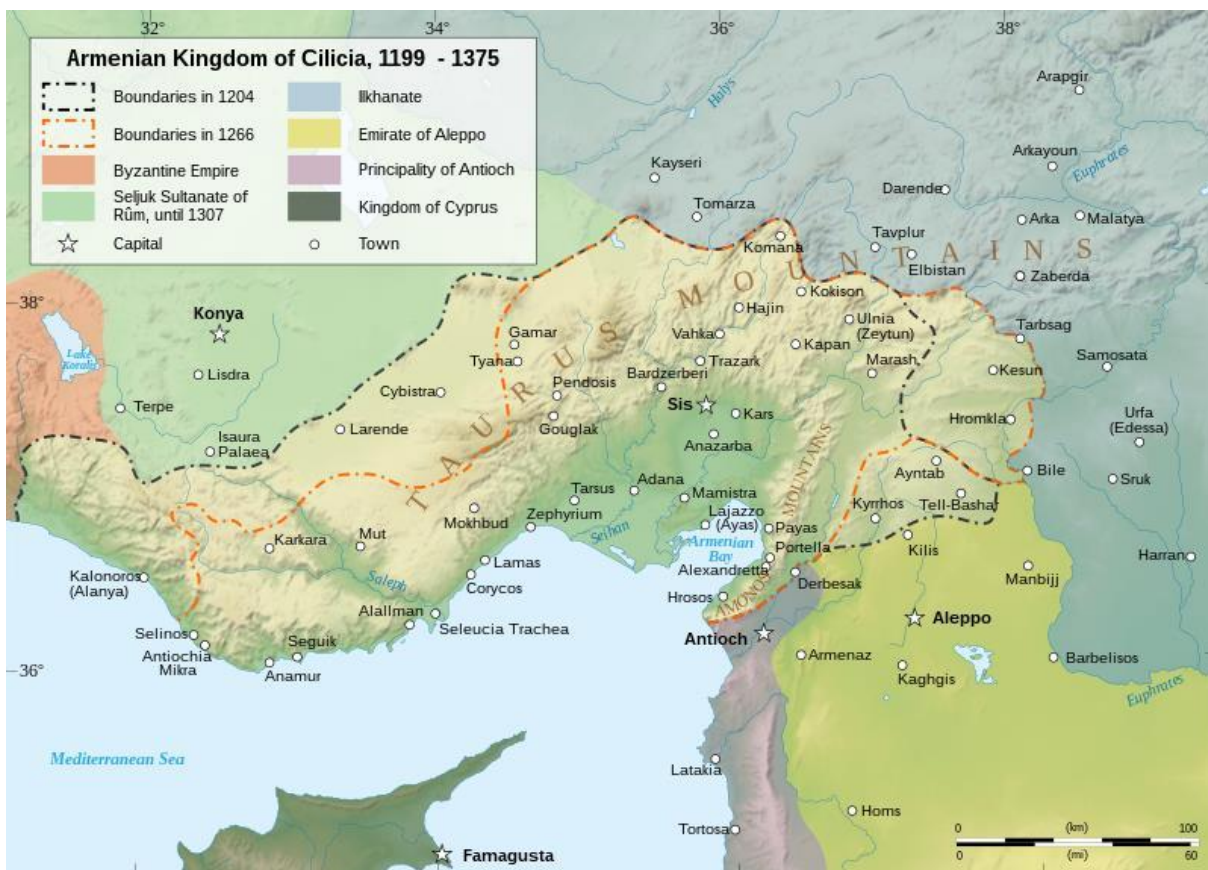 32°
34°
36°
38°
Armenian Kingdom of Cilicia, 1199 - 1375
Boundaries in 1204
Boundaries in 1266
Byzantine Empire
Seljuk Sultanate of
Rûm, until 1307
Capital
Ilkhanate
Emirate of Aleppo
Principality of Antioch
Kingdom of Cyprus
Town
Halys
Arapgir
Kayseri
Arkayoun
Euphrates
Darende
Tomarza
Arka
Malatya
Komana
Tavplur
Elbistan
Zaberda
TAURUS MOUNTAINS
38°
Konya
Lake
Koralis
Lisdra
Terpe
Isaura
Palaea
Cybistra
Larende
Gamar
Tyana
Pendosis
Gouglak
Bardzerberi
Vahka
Trazark
Hajin
Kokison
Kapan
Ulnia
(Zeytun)
Marash
Tarbsag
Kesun
Samosata
Hromkla
Urfa
(Edessa)
Sis
Kars
Anazarba
AMONOS MOUNTAINS
Ayntab
Bile
Sruk
Tarsus
Adana
Mamistra
Kyrrhos
Tell-Bashar
Mokhbud
Zephyrium
Seihan
Lajazzo
(Ayas)
Armenian
Bay
Payas
Portella
Alexandretta
Kilis
Harran
Karkara
Mut
Saleph
Lamas
Corycos
Derbesak
Manbijj
Kalonoros
(Alanya)
Alallman
Seleucia Trachea
Hrosos
Selinos
Antiochia
Mikra
Seguik
Anamur
Antioch
Aleppo
36°
Armenaz
Kaghgis
Barbelisos
Euphrates
Mediterranean Sea
Latakia
Tortosa
Homs
Famagusta
0 (km) 100
0 (mi) 60